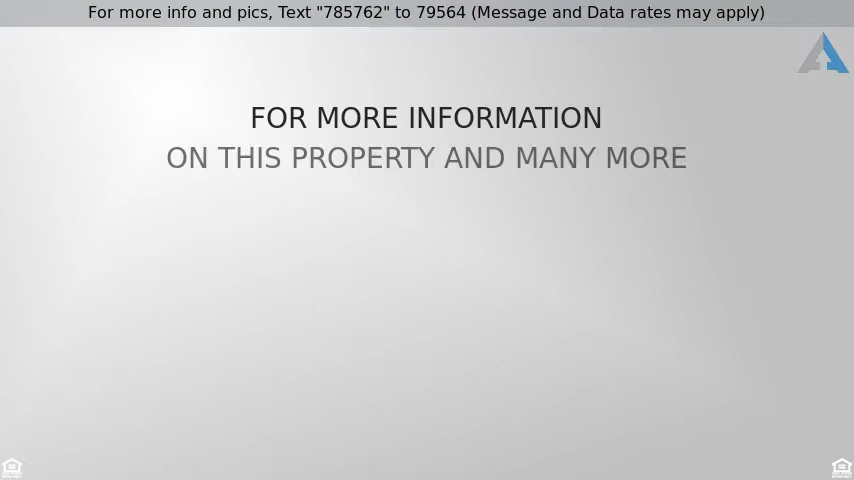 For more info and pics, Text "785762" to 79564 (Message and Data rates may apply)
FOR MORE INFORMATION
ON THIS PROPERTY AND MANY MORE